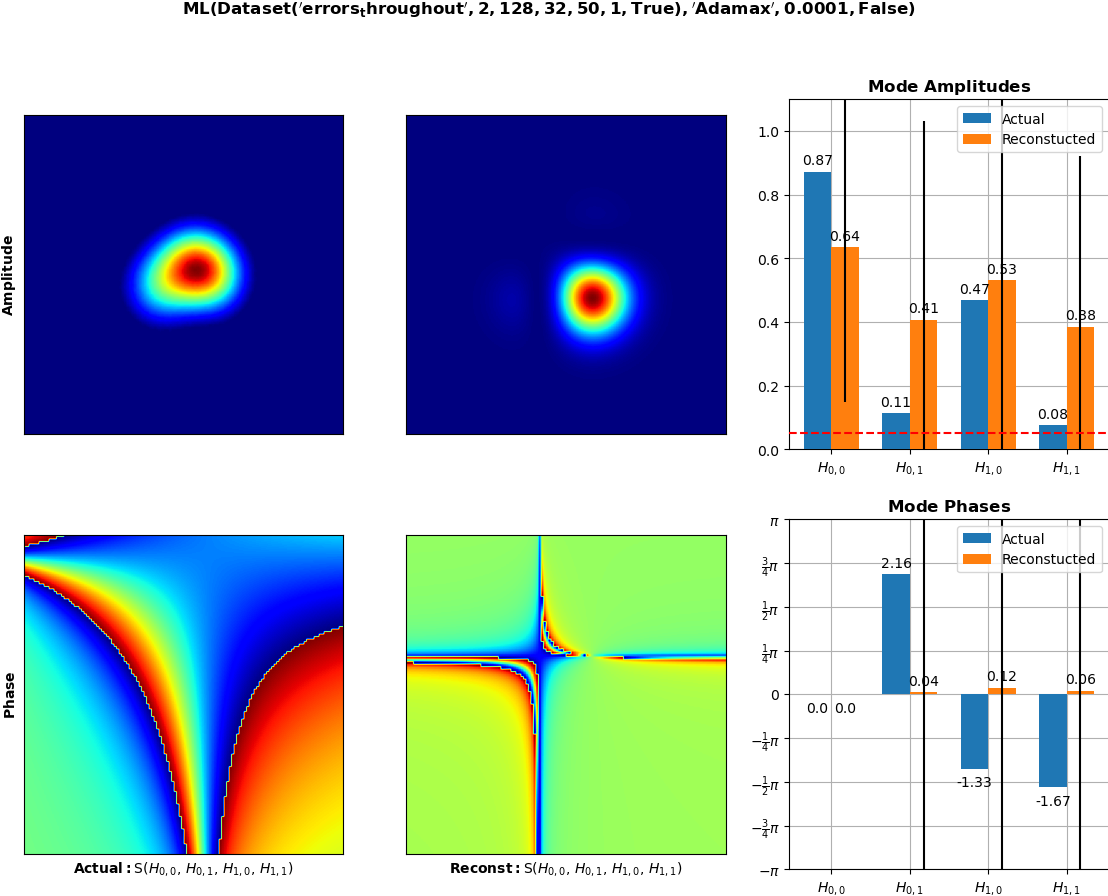 ML(Dataset('errors_throughout', 2, 128, 32, 50, 1, True), 'Adamax', 0.0001, False)
Amplitude
Mode Amplitudes
Actual
Reconstucted
1.0
0.8
0.6
0.4
0.2
0.0
0.87
0.64
0.11
0.41
0.47
0.53
0.08
0.38
H0,0
H0,1
H1,0
H1,1
Phase
Actual: S(H0,0, H0,1, H1,0, H1,1)
Reconst: S(H0,0, H0,1, H1,0, H1,1)
Mode Phases
Actual
Reconstucted
π
3/4π
1/2π
1/4π
0
−1/4π
−1/2π
−3/4π
−π
0.0
0.0
2.16
0.04
-1.33
0.12
-1.67
0.06
H0,0
H0,1
H1,0
H1,1